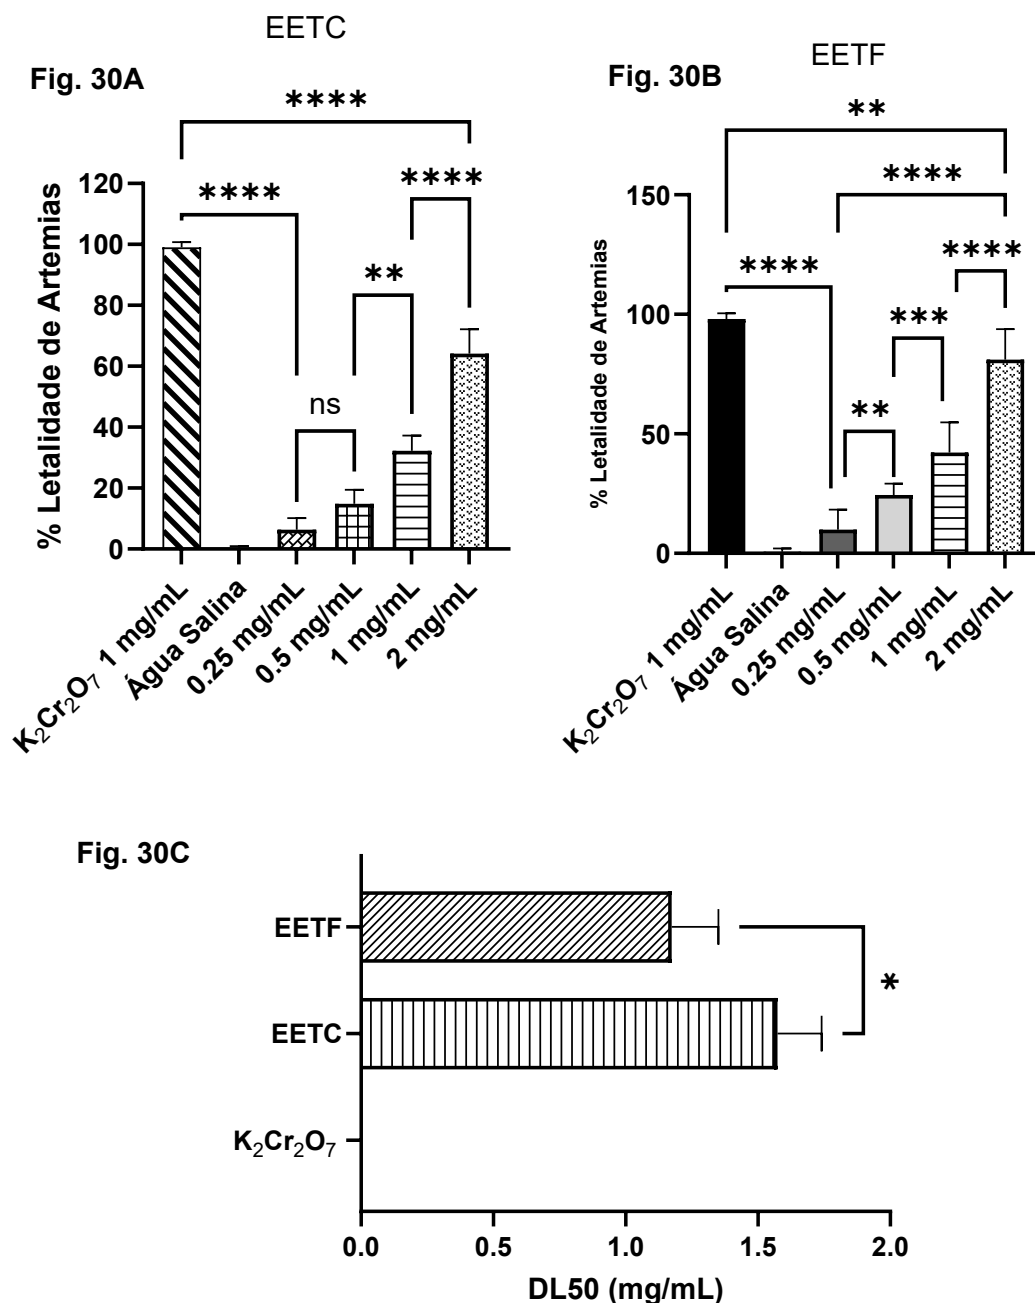 EETC
Fig. 30A
****
****
****
**
ns
% Letalidade de Artemias
120
100
80
60
40
20
0
K₂Cr₂O₇ 1 mg/mL
Água Salina
0.25 mg/mL
0.5 mg/mL
1 mg/mL
2 mg/mL
EETF
Fig. 30B
**
****
****
****
***
**
% Letalidade de Artemias
150
100
50
0
K₂Cr₂O₇ 1 mg/mL
Água Salina
0.25 mg/mL
0.5 mg/mL
1 mg/mL
2 mg/mL
Fig. 30C
EETF
*
EETC
K₂Cr₂O₇
0.0 0.5 1.0 1.5 2.0
DL50 (mg/mL)